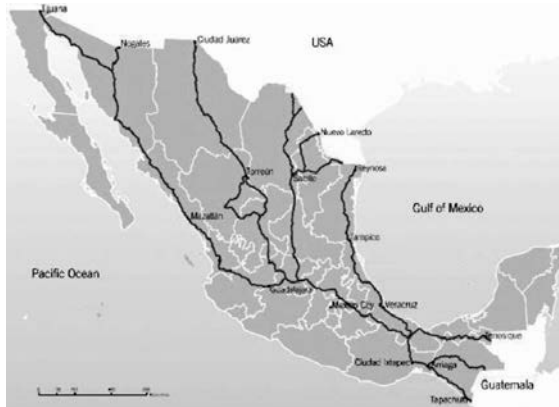 Tijuana
Nogales
Ciudad Juárez
USA
Nuevo Laredo
Reynosa
Torreón
Saltillo
Mazatlán
Gulf of Mexico
Tampico
Pacific Ocean
Guadalajara
Mexico City
Veracruz
Tenosique
Ciudad Ixtepec
Arriaga
Guatemala
Tapachula